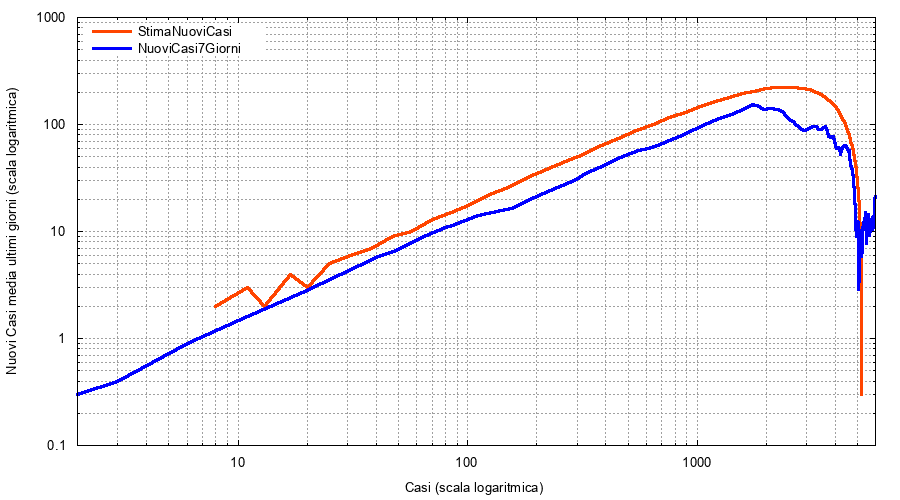 1000
StimaNuoviCasi
NuoviCasi7Giorni
100
10
1
0.1
Nuovi Casi media ultimi giorni (scala logaritmica)
10
100
1000
Casi (scala logaritmica)